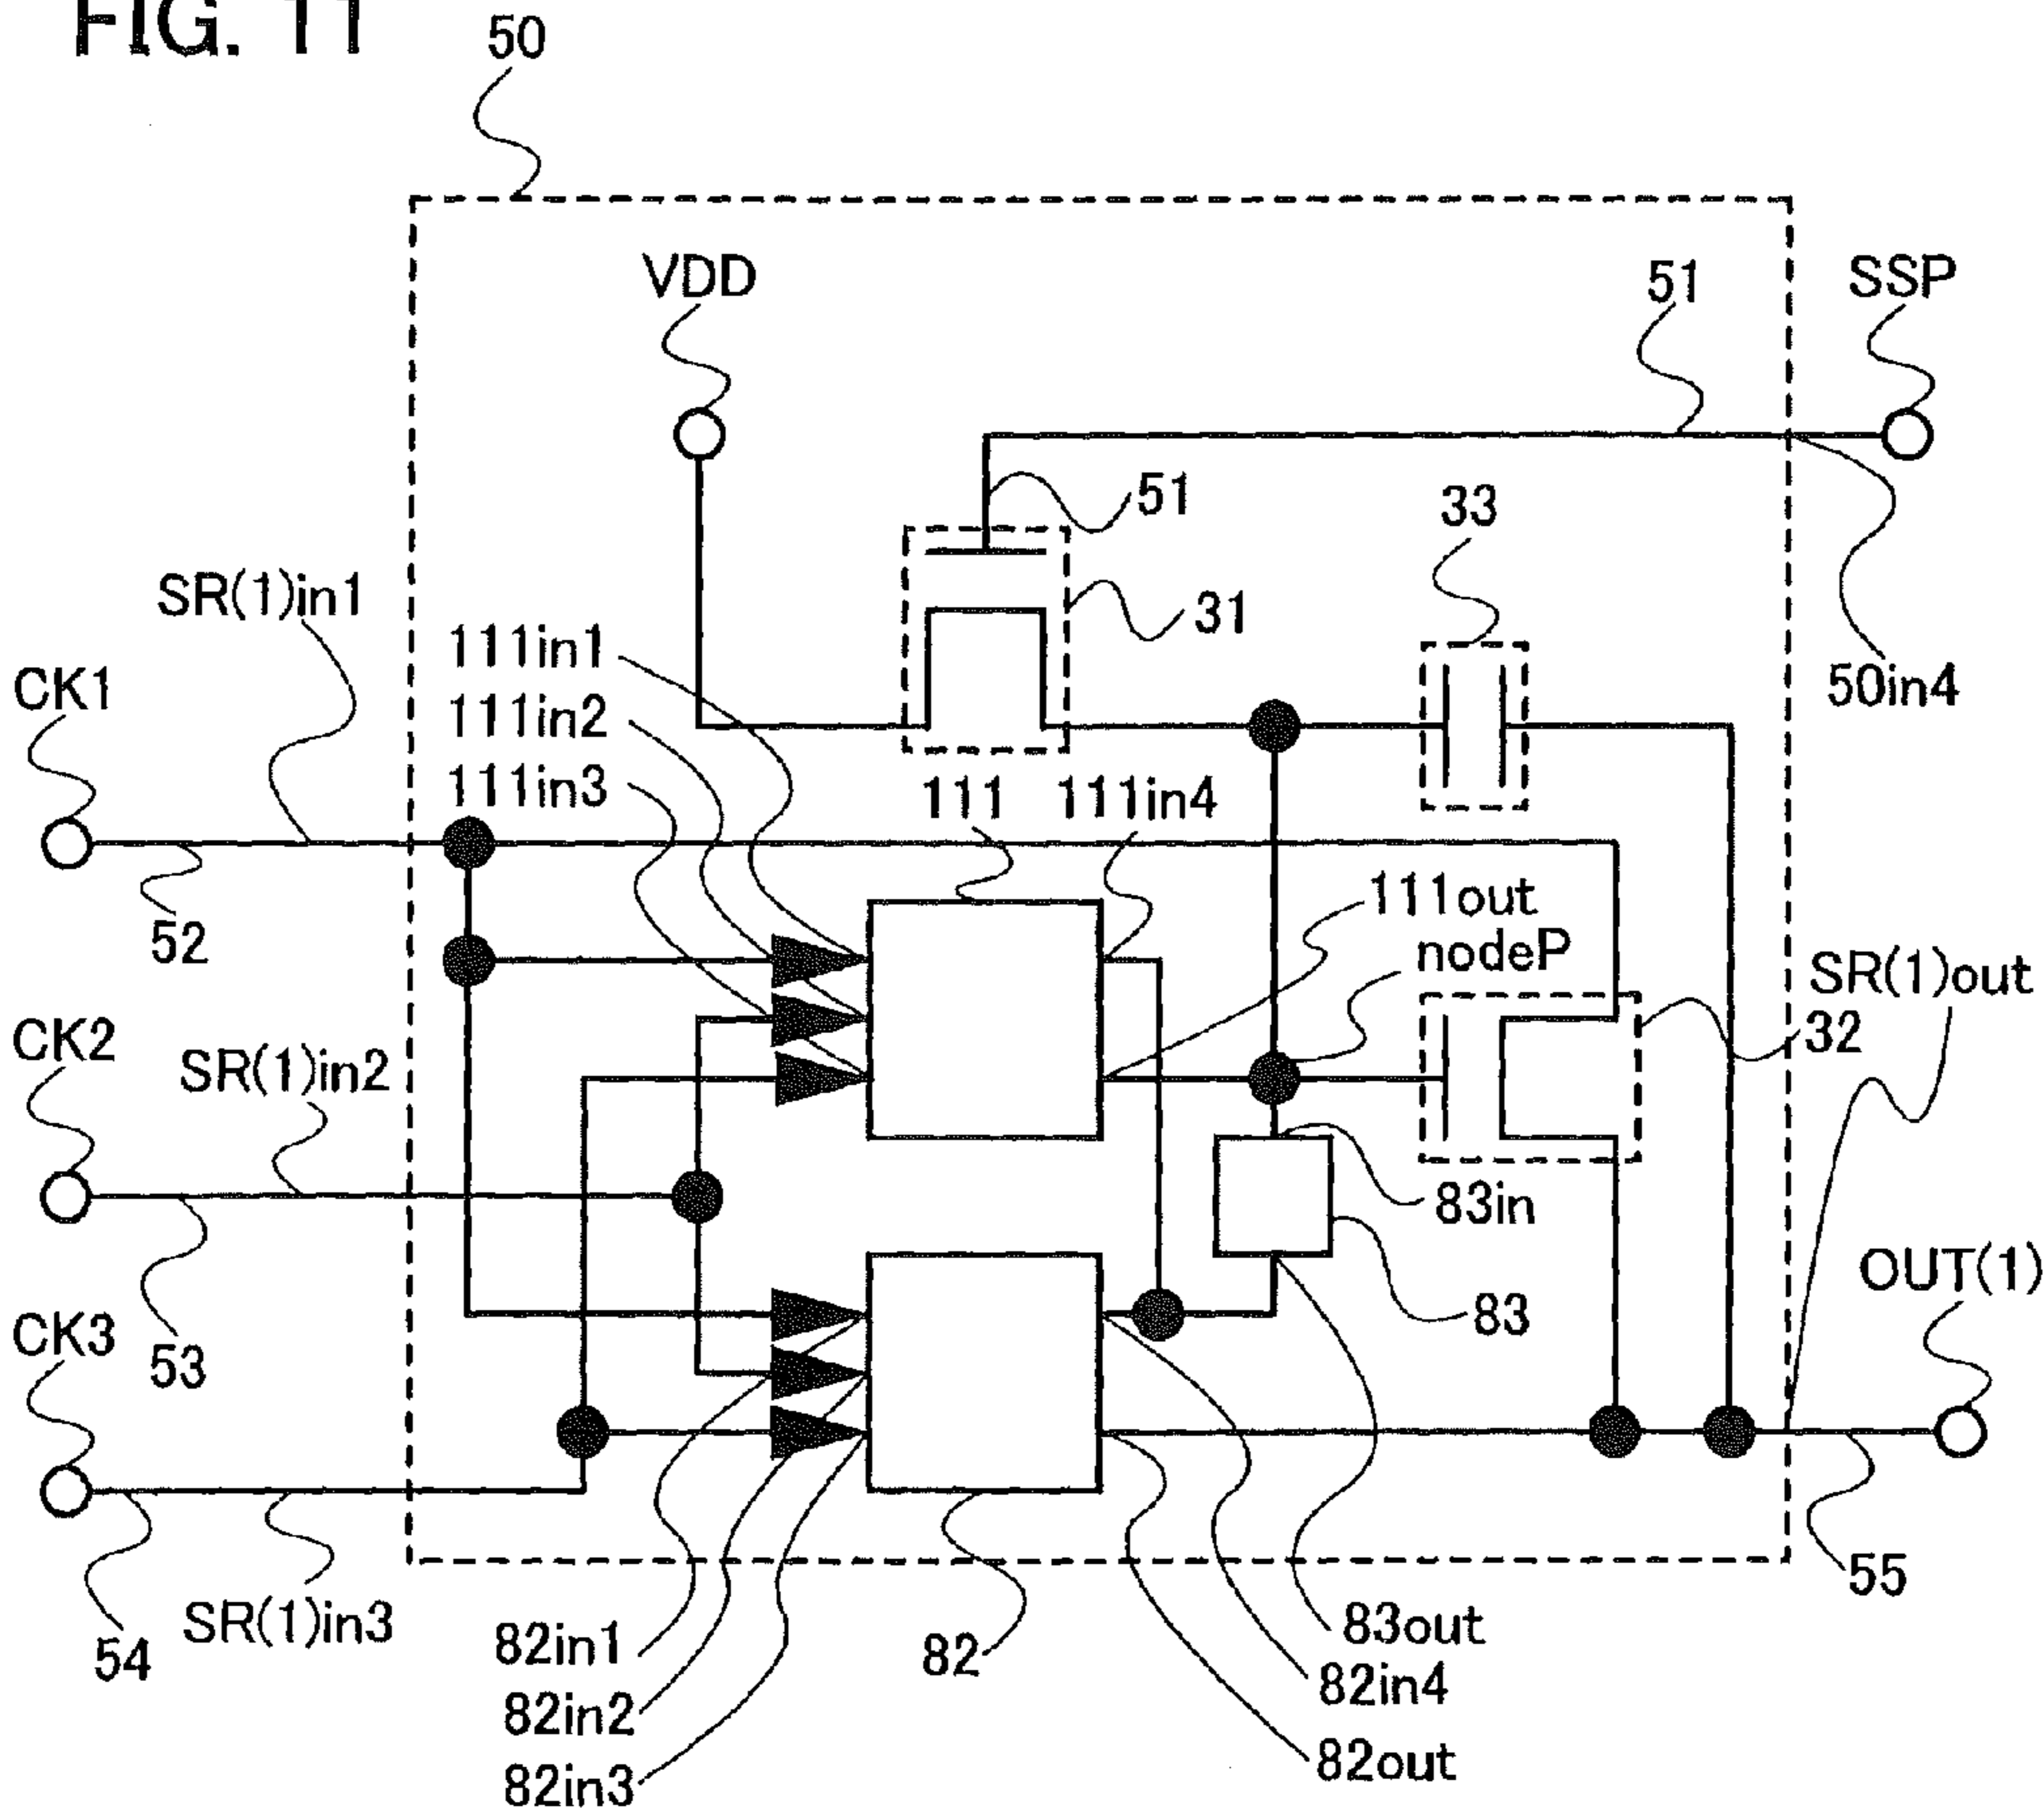 FIG. 11
50
VDD
51
SSP
51
33
SR(1)in1
31
111in1
CK1
50in4
111in2
111in3
111
111in4
111out
52
nodeP
SR(1)out
CK2
32
SR(1)in2
83in
OUT(1)
83
CK3
53
55
SR(1)in3
83out
82in1
82
54
82in4
82in2
82out
82in3